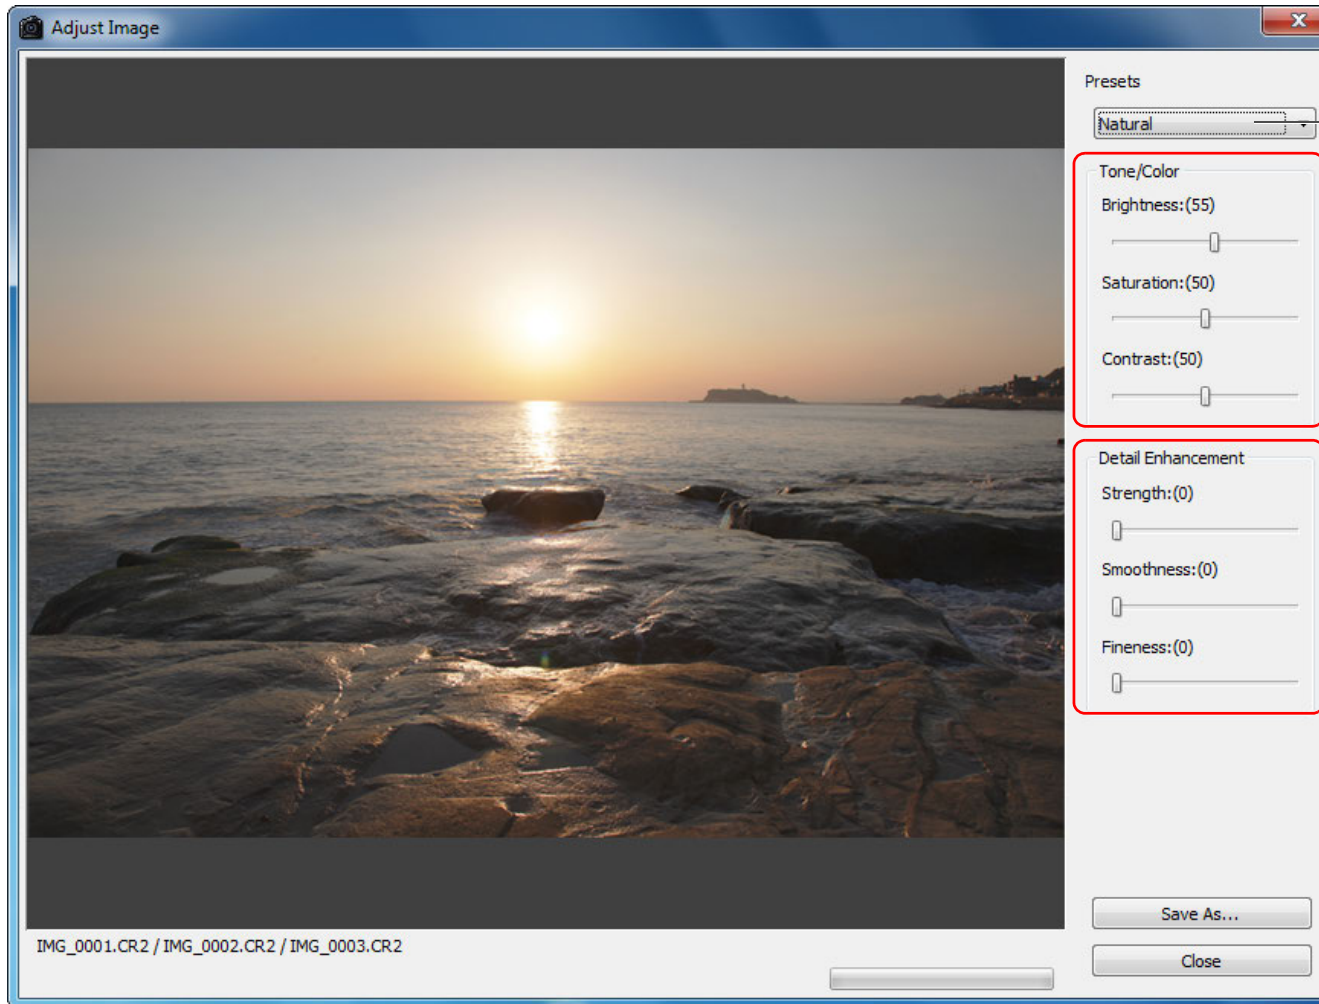 Adjust Image
Presets
Natural
Tone/Color
Brightness:(55)
Saturation:(50)
Contrast:(50)
Detail Enhancement
Strength:(0)
Smoothness:(0)
Fineness:(0)
Save As...
IMG_0001.CR2 / IMG_0002.CR2 / IMG_0003.CR2
Close